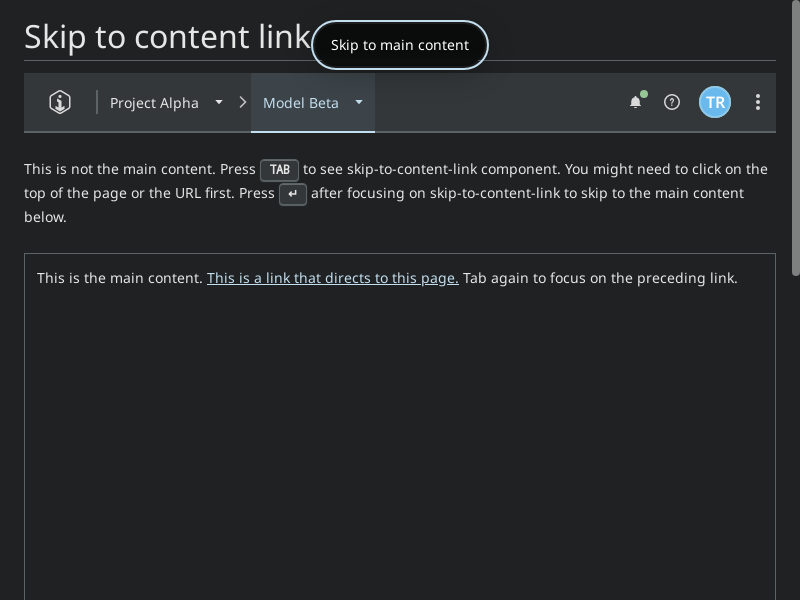 Skip to content link
Skip to main content
Project Alpha
Model Beta
TR
This is not the main content. Press TAB to see skip-to-content-link component. You might need to click on the
top of the page or the URL first. Press ↵ after focusing on skip-to-content-link to skip to the main content
below.
This is the main content. This is a link that directs to this page. Tab again to focus on the preceding link.